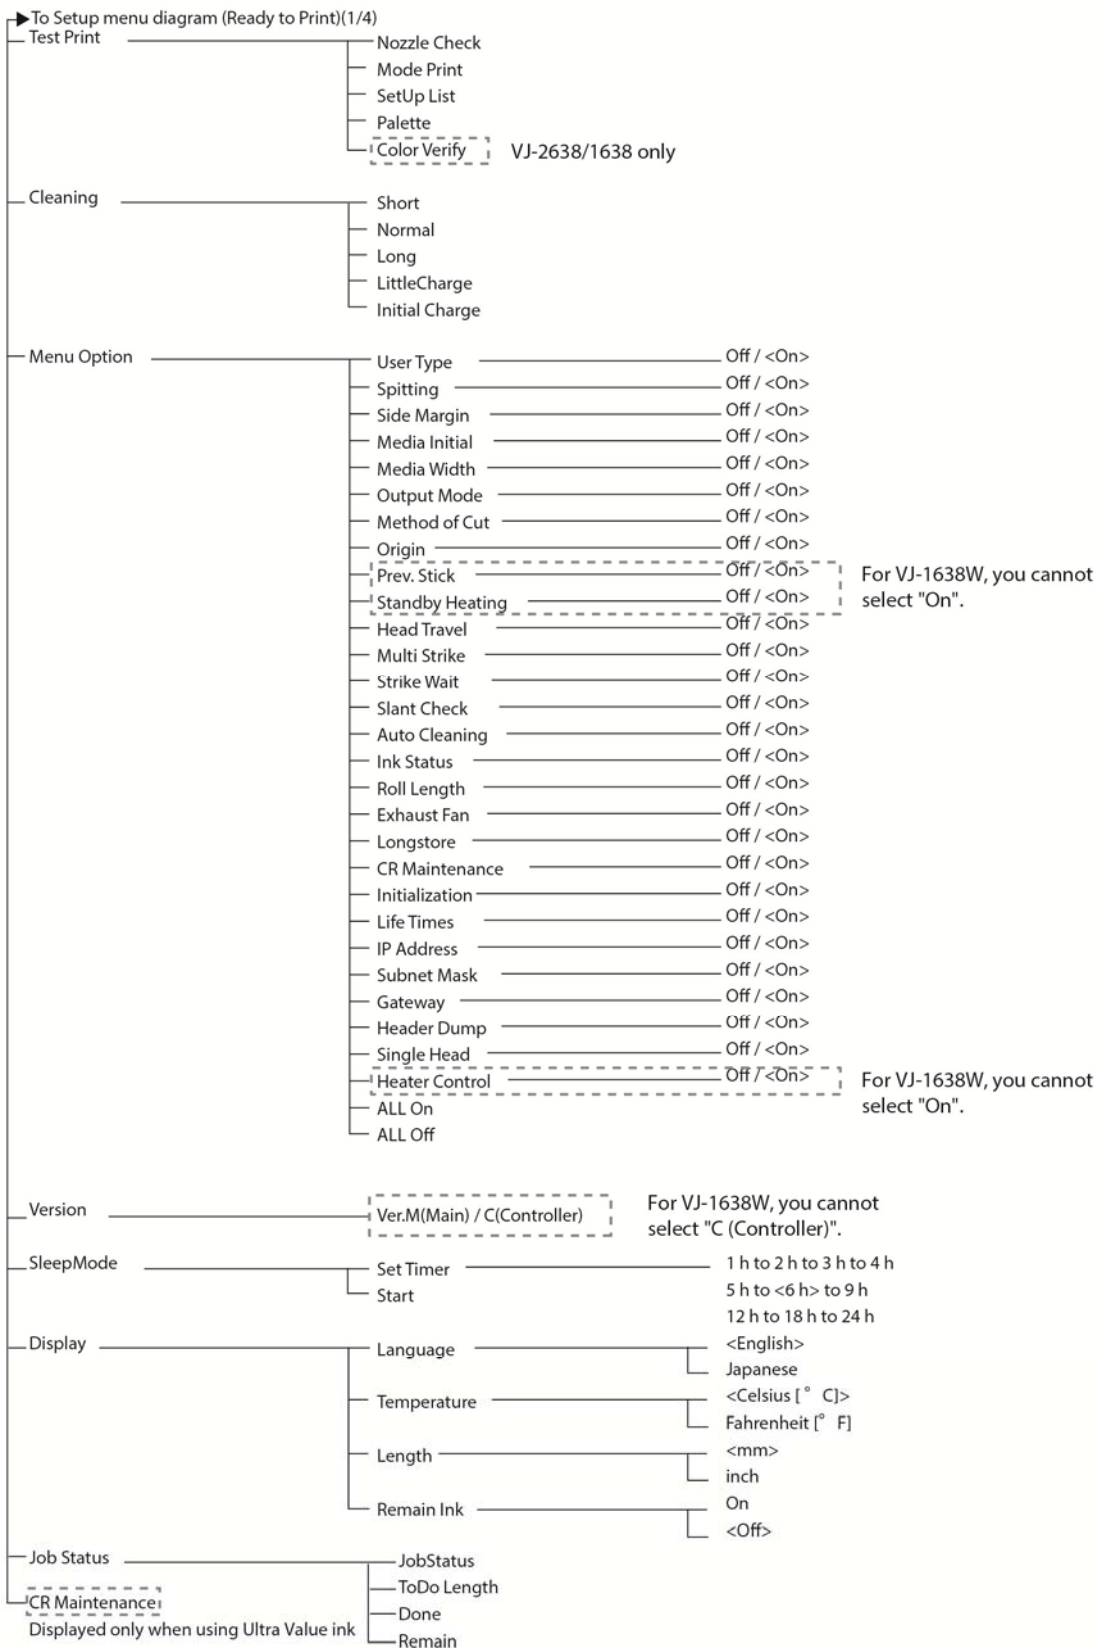 To Setup menu diagram (Ready to Print)(1/4)
Test Print
Nozzle Check
Mode Print
SetUp List
Palette
Color Verify VJ-2638/1638 only
Cleaning
Short
Normal
Long
LittleCharge
Initial Charge
Menu Option
User Type Off / <On>
Spitting Off / <On>
Side Margin Off / <On>
Media Initial Off / <On>
Media Width Off / <On>
Output Mode Off / <On>
Method of Cut Off / <On>
Origin Off / <On>
Prev. Stick Off / <On>
Standby Heating Off / <On>
For VJ-1638W, you cannot
select "On".
Head Travel Off / <On>
Multi Strike Off / <On>
Strike Wait Off / <On>
Slant Check Off / <On>
Auto Cleaning Off / <On>
Ink Status Off / <On>
Roll Length Off / <On>
Exhaust Fan Off / <On>
Longstore Off / <On>
CR Maintenance Off / <On>
Initialization Off / <On>
Life Times Off / <On>
IP Address Off / <On>
Subnet Mask Off / <On>
Gateway Off / <On>
Header Dump Off / <On>
Single Head Off / <On>
Heater Control Off / <On>
For VJ-1638W, you cannot
select "On".
ALL On
ALL Off
Version
Ver.M(Main) / C(Controller)
For VJ-1638W, you cannot
select "C (Controller)".
SleepMode
Set Timer
1 h to 2 h to 3 h to 4 h
5 h to <6 h> to 9 h
12 h to 18 h to 24 h
Start
Display
Language
<English>
Japanese
Temperature
<Celsius [° C]>
Fahrenheit [° F]
Length
<mm>
inch
Remain Ink
On
<Off>
Job Status
JobStatus
ToDo Length
Done
Remain
CR Maintenance
Displayed only when using Ultra Value ink